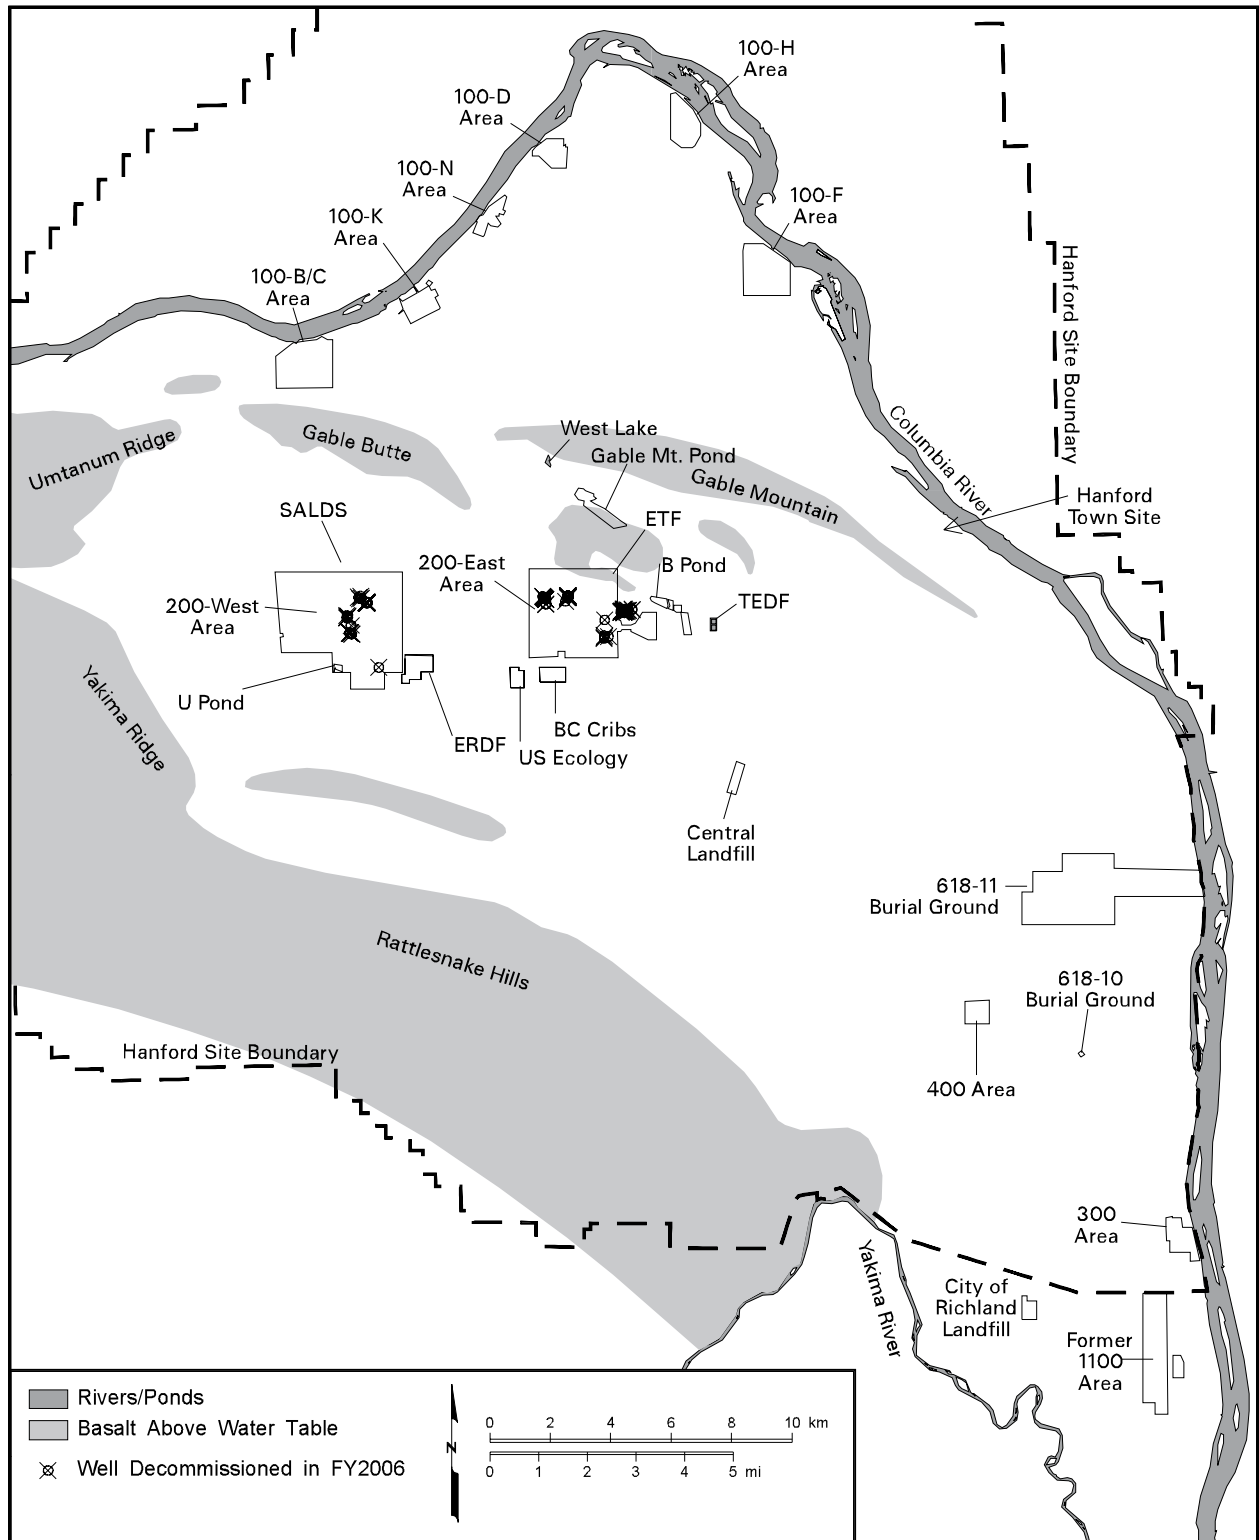 100-H
Area
100-D
Area
100-N
Area
100-F
Area
100-K
Area
100-B/C
Area
Hanford Site Boundary
Columbia River
West Lake
Umtanum Ridge
Gable Butte
Gable Mt. Pond
Gable Mountain
Hanford
Town Site
SALDS
ETF
200-East
Area
B Pond
TEDF
200-West
Area
U Pond
Yakima Ridge
ERDF
BC Cribs
US Ecology
Central
Landfill
618-11
Burial Ground
Rattlesnake Hills
618-10
Burial Ground
Hanford Site Boundary
400 Area
300
Area
Yakima River
City of
Richland
Landfill
Former
1100
Area
Rivers/Ponds
Basalt Above Water Table
Well Decommissioned in FY2006
N
0 2 4 6 8 10 km
0 1 2 3 4 5 mi